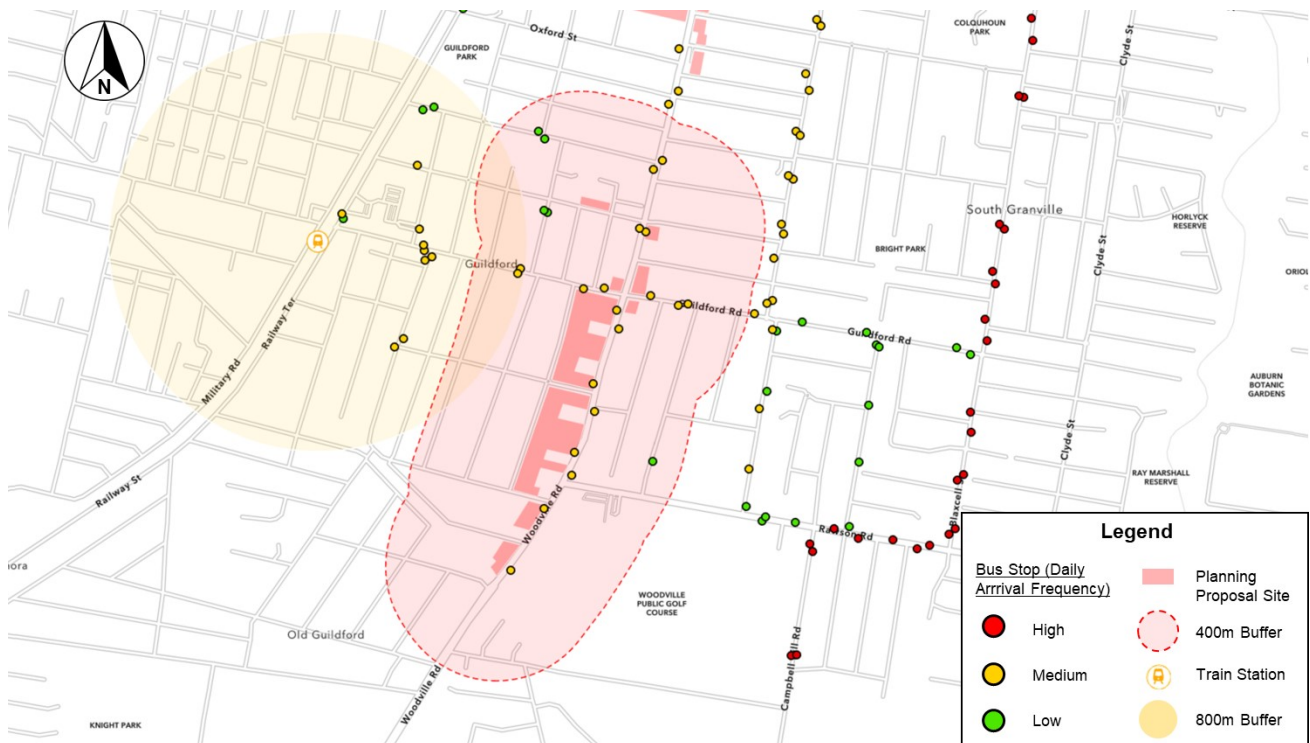 COLQUHOUN
PARK
Oxford St
Clyde St
GUILDFORD
PARK
N
South Granville
HORLYCK
RESERVE
BRIGHT PARK
Clyde St
Guildford
Railway Ter
Guildford Rd
Guildford Rd
Military Rd
AUBURN
BOTANIC
GARDENS
Clyde St
Railway St
RAY MARSHALL
RESERVE
Woodville Rd
Rawson Rd
WOODVILLE
PUBLIC GOLF
COURSE
Old Guildford
Campbell Hill Rd
Woodville Rd
KNIGHT PARK
Legend
Bus Stop (Daily
Arrrival Frequency)
High
Medium
Low
Planning
Proposal Site
400m Buffer
Train Station
800m Buffer